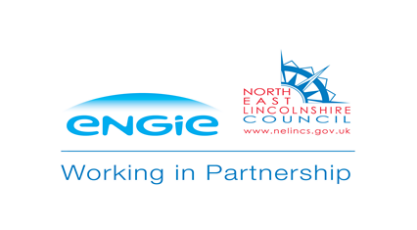 ENGIE
NORTH
EAST
LINCOLNSHIRE
COUNCIL
www.nelincs.gov.uk
Working in Partnership